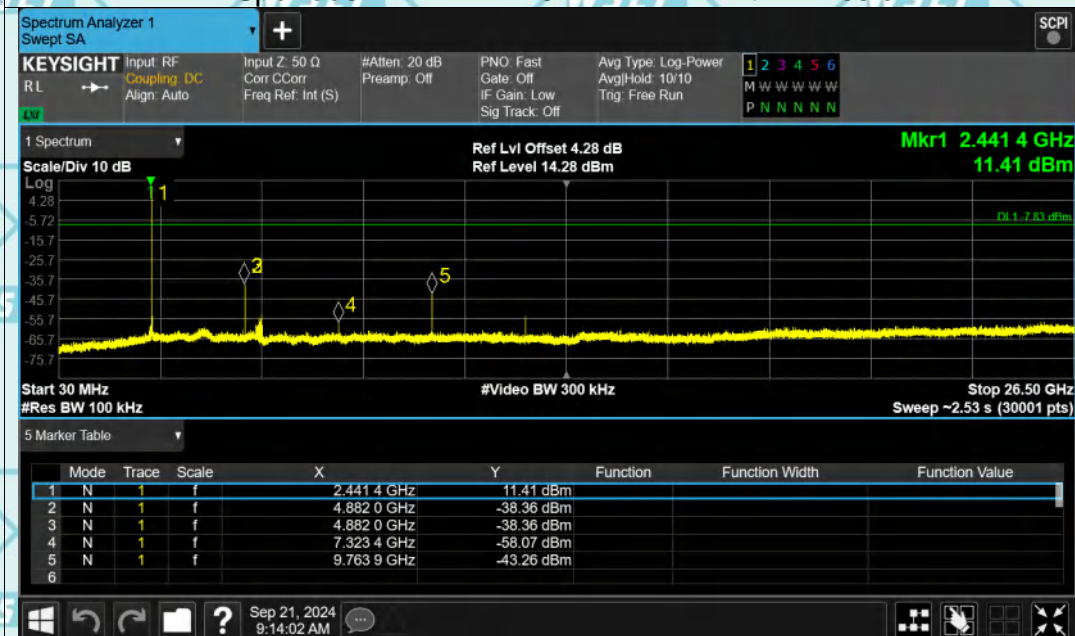 Spectrum Analyzer 1
Swept SA
+
SCPI
KEYSIGHT Input: RF Input Z: 50 Ω #Atten: 20 dB PNO: Fast Avg Type: Log-Power 1 2 3 4 5 6
RL Coupling: DC Corr CCorr Preamp: Off Gate: Off Avg|Hold: 10/10 M W W W W W
Align: Auto Freq Ref: Int (S) IF Gain: Low Trig: Free Run
LXI Sig Track: Off P N N N N N
1 Spectrum
Ref Lvl Offset 4.28 dB Mkr1 2.441 4 GHz
Scale/Div 10 dB Ref Level 14.28 dBm 11.41 dBm
Log
1
4.28
-5.72 DL1 -7.83 dBm
-15.7
-25.7
3
5
-35.7
-45.7
4
-55.7
-65.7
-75.7
Start 30 MHz #Video BW 300 kHz Stop 26.50 GHz
#Res BW 100 kHz Sweep ~2.53 s (30001 pts)
5 Marker Table
Mode Trace Scale X Y Function Function Width Function Value
1 N 1 f 2.441 4 GHz 11.41 dBm
2 N 1 f 4.882 0 GHz -38.36 dBm
3 N 1 f 4.882 0 GHz -38.36 dBm
4 N 1 f 7.323 4 GHz -58.07 dBm
5 N 1 f 9.763 9 GHz -43.26 dBm
6
? Sep 21, 2024
9:14:02 AM